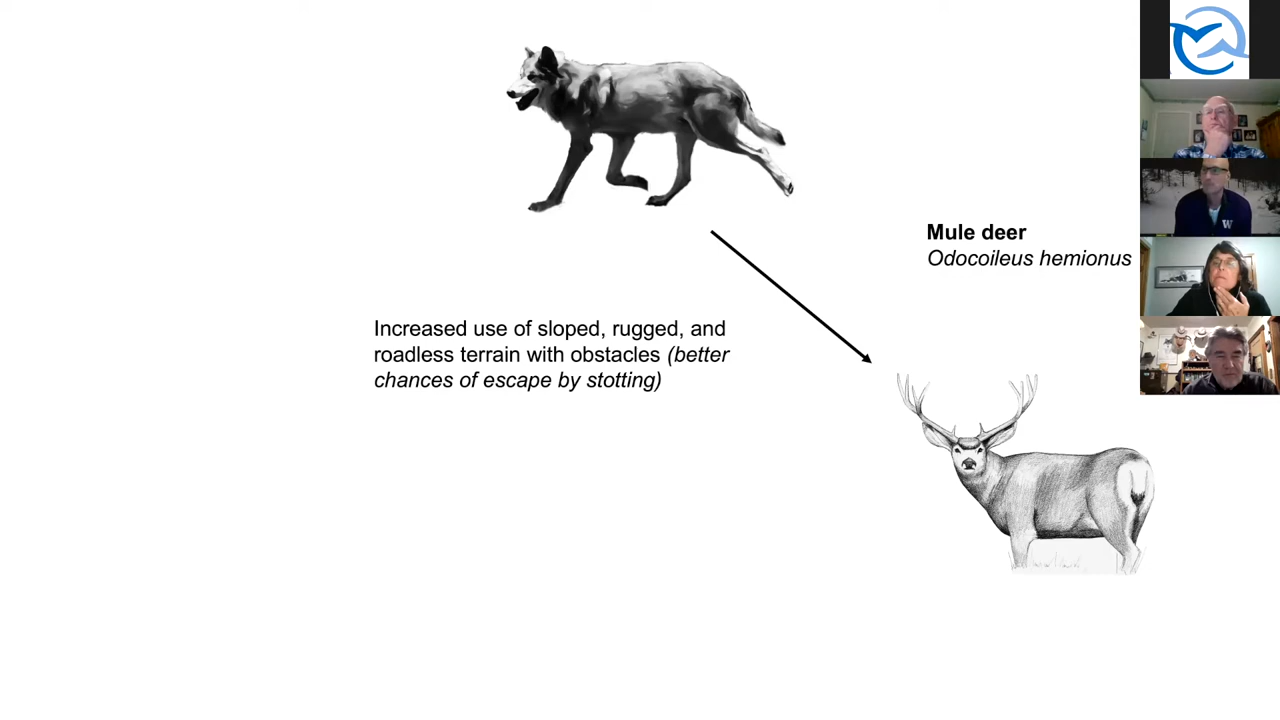 Mule deer
Odocoileus hemionus
Increased use of sloped, rugged, and
roadless terrain with obstacles (better
chances of escape by stotting)
W